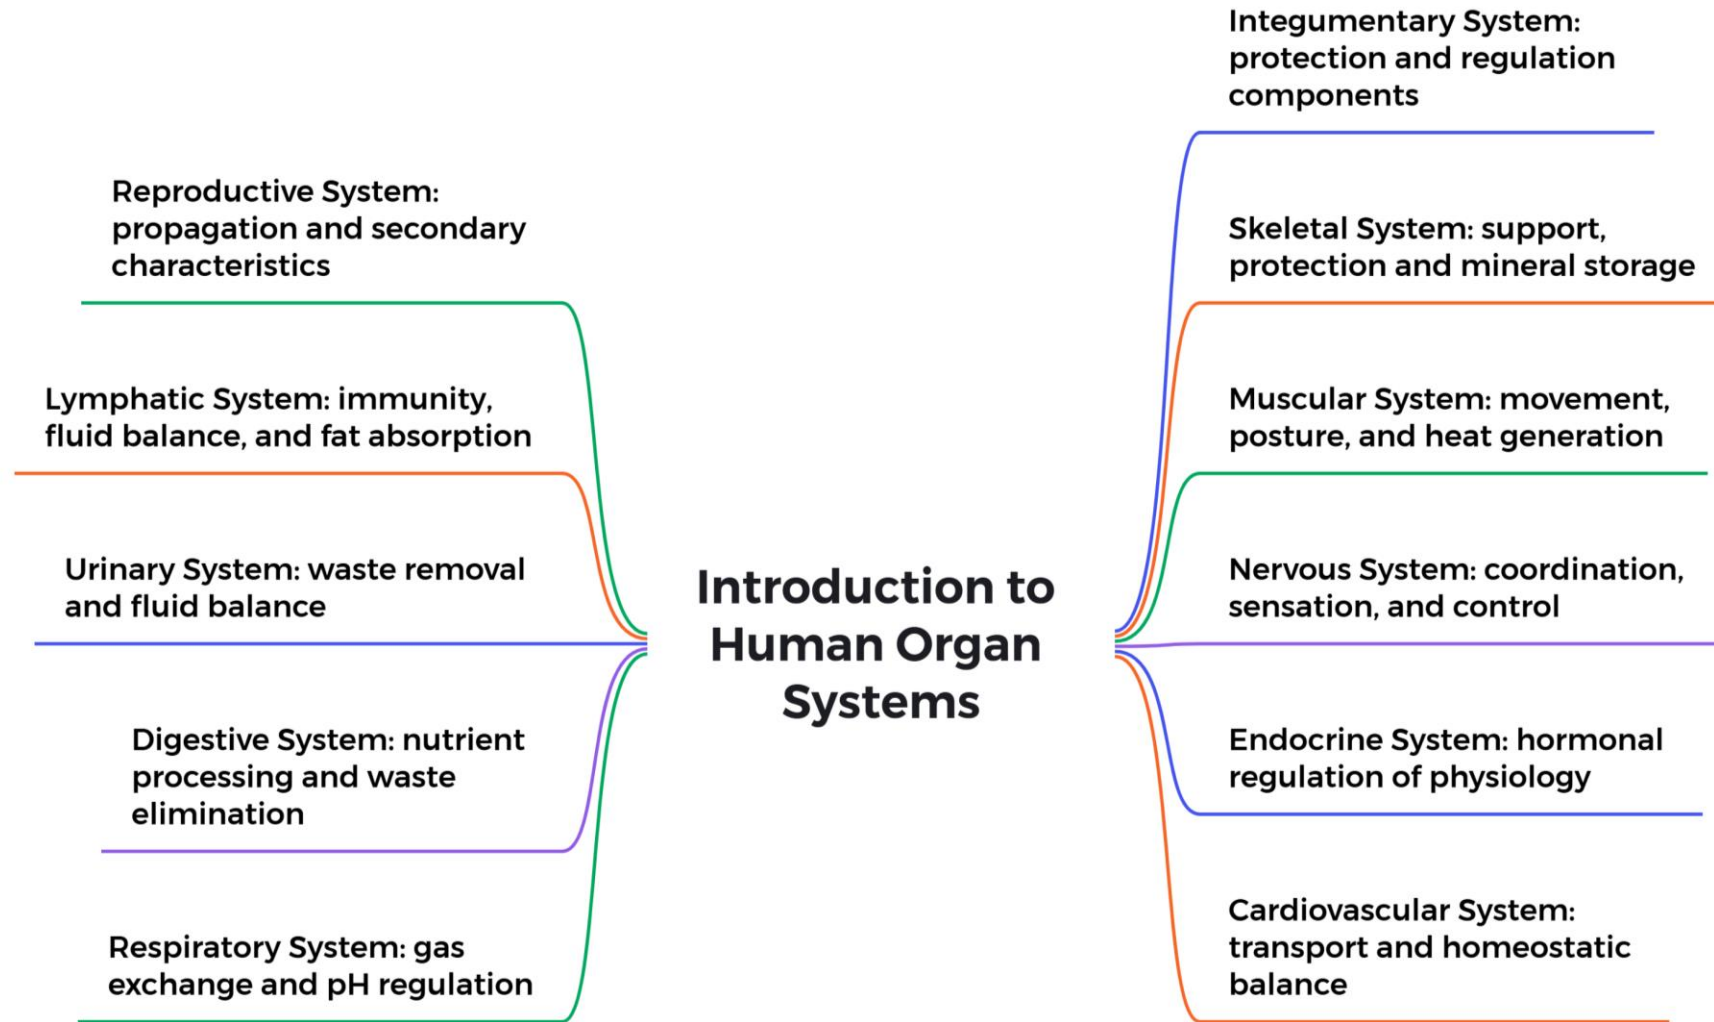 Introduction to
Human Organ
Systems
Integumentary System:
protection and regulation
components
Skeletal System: support,
protection and mineral storage
Muscular System: movement,
posture, and heat generation
Nervous System: coordination,
sensation, and control
Endocrine System: hormonal
regulation of physiology
Cardiovascular System:
transport and homeostatic
balance
Reproductive System:
propagation and secondary
characteristics
Lymphatic System: immunity,
fluid balance, and fat absorption
Urinary System: waste removal
and fluid balance
Digestive System: nutrient
processing and waste
elimination
Respiratory System: gas
exchange and pH regulation